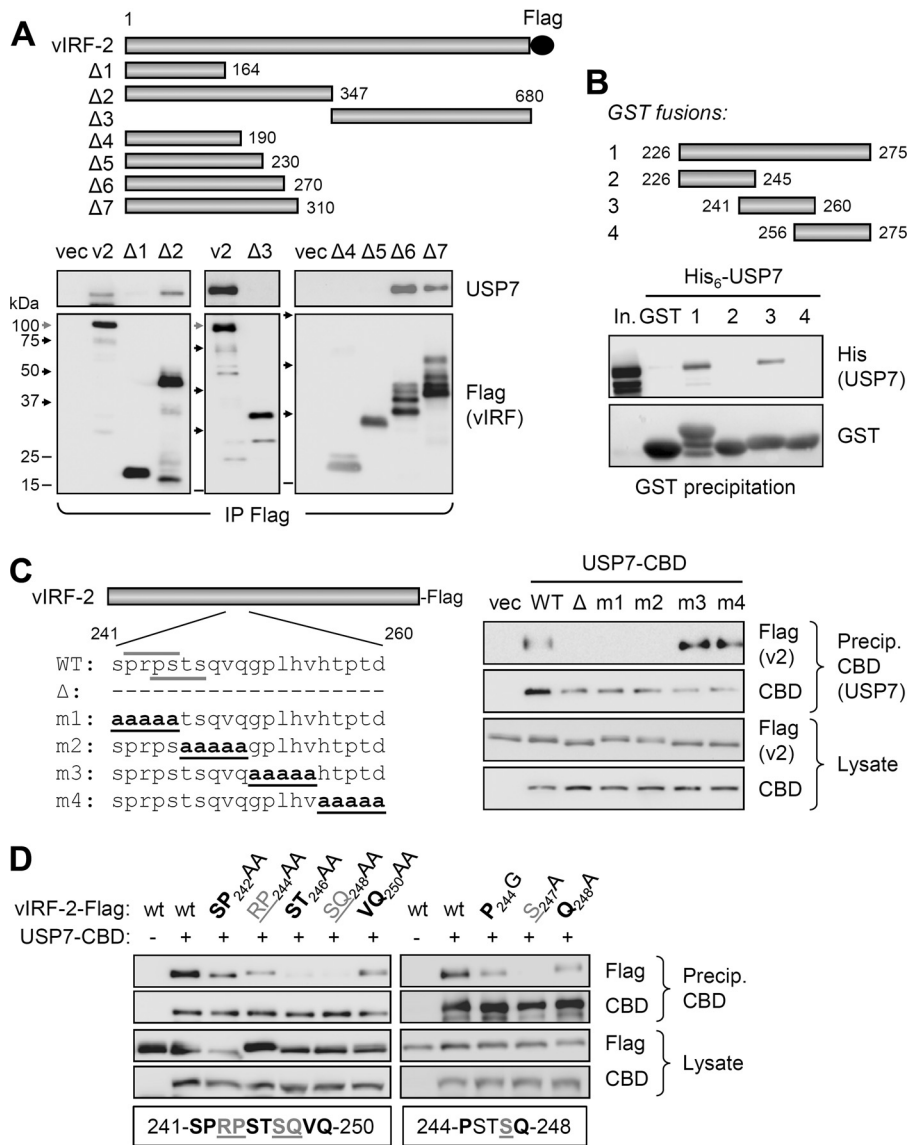 A
1
Flag
vIRF-2
Δ1 164
Δ2 347 680
Δ3
Δ4 190
Δ5 230
Δ6 270
Δ7 310
vec v2 Δ1 Δ2 v2 Δ3 vec Δ4 Δ5 Δ6 Δ7
USP7
kDa
100
75
50
37
25
15
Flag
(vIRF)
IP Flag
B
GST fusions:
1 226 275
2 226 245
3 241 260
4 256 275
His6-USP7
In. GST 1 2 3 4
His
(USP7)
GST
GST precipitation
C
vIRF-2 -Flag
241 260
WT: sprpstsqvqgplhvhtptd
Δ: --------------------
m1: aaaaatsqvqgplhvhtptd
m2: sprpsaaaaagplhvhtptd
m3: sprpstsqvqaaaaahtptd
m4: sprpstsqvqgplhvaaaaa
USP7-CBD
vec WT Δ m1 m2 m3 m4
Flag
(v2)
CBD
Precip.
CBD
(USP7)
Flag
(v2)
CBD
Lysate
D
vIRF-2-Flag: wt wt SP242AA RP244AA ST246AA SQ248AA VQ250AA wt wt P244G S247A Q248A
USP7-CBD: - + + + + + + - + + + +
Flag
CBD
Precip.
CBD
Flag
CBD
Lysate
241-SPRPSTSQVQ-250
244-PSTSQ-248